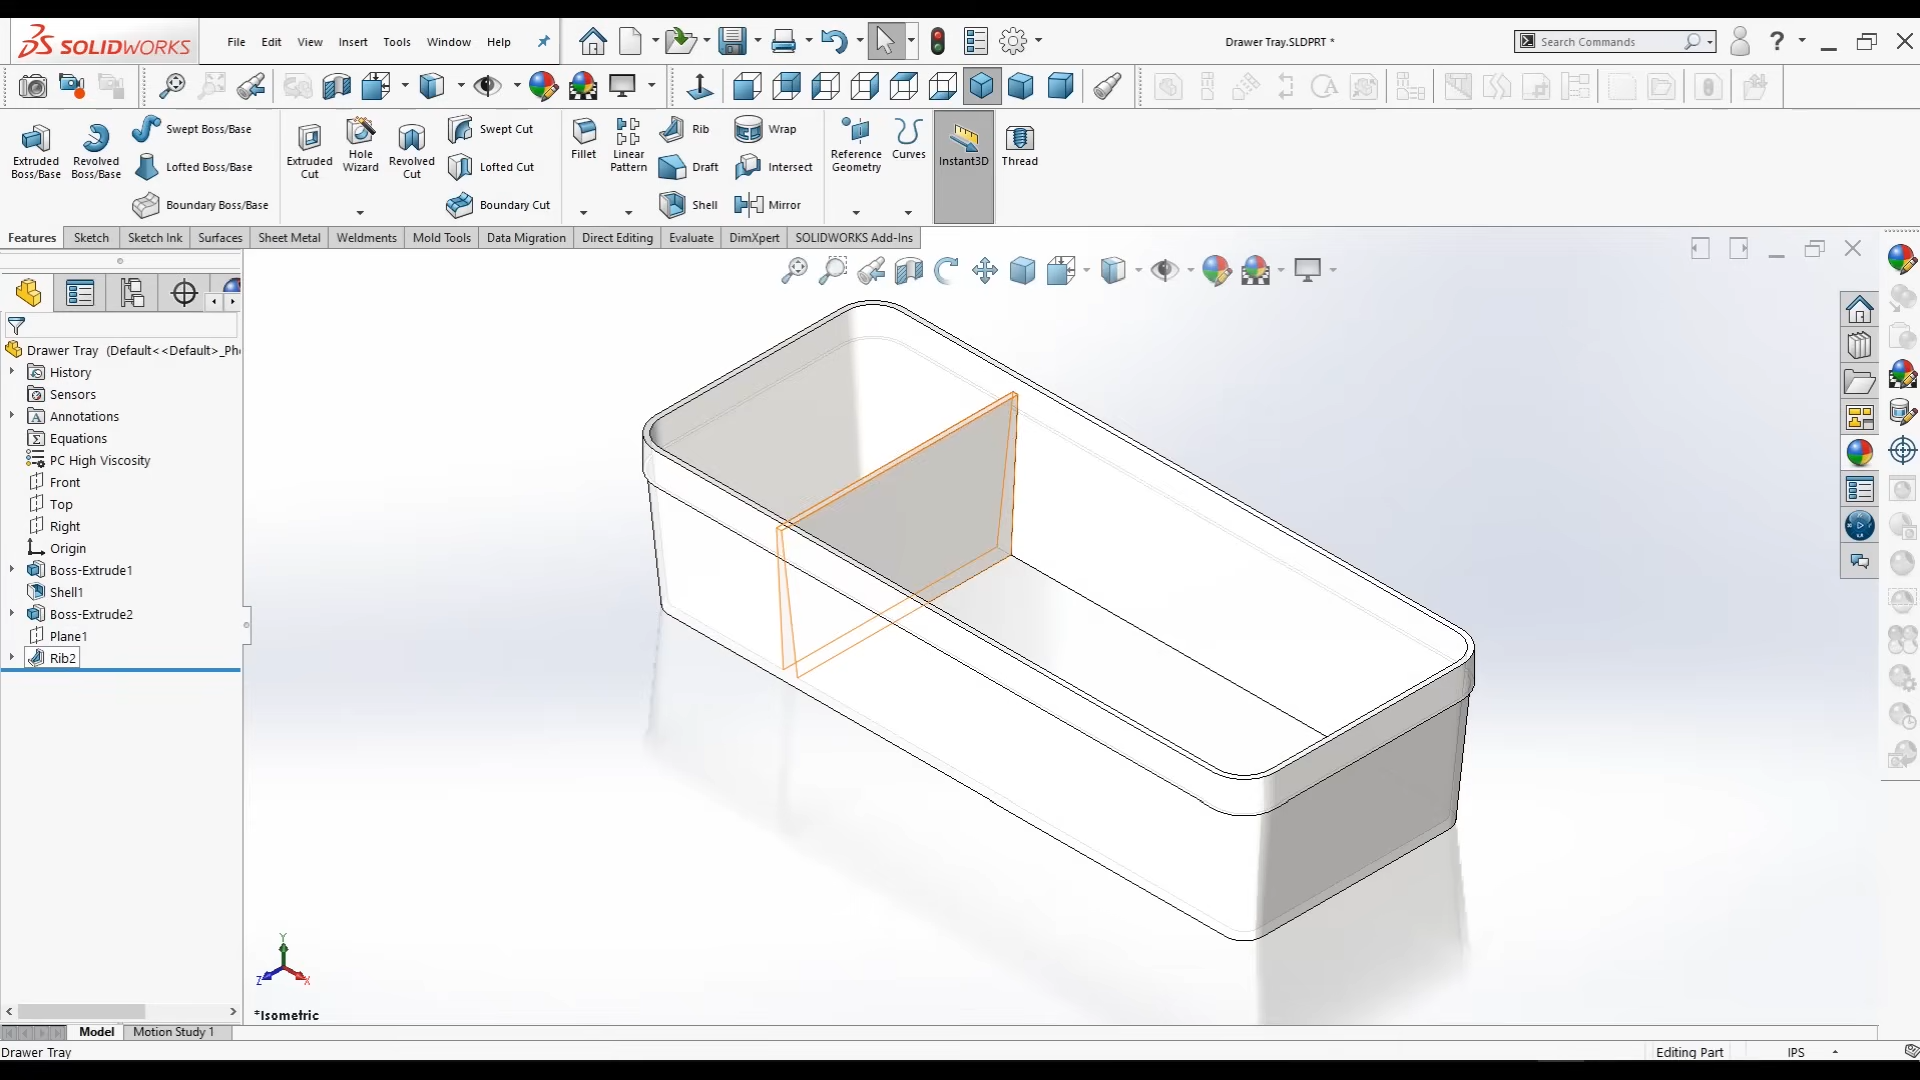 SOLIDWORKS
File Edit View Insert Tools Window Help
Drawer Tray.SLDPRT *
Search Commands
?
Extruded Boss/Base
Revolved Boss/Base
Swept Boss/Base
Lofted Boss/Base
Boundary Boss/Base
Extruded Cut
Hole Wizard
Revolved Cut
Swept Cut
Lofted Cut
Boundary Cut
Fillet
Linear Pattern
Rib
Draft
Shell
Wrap
Intersect
Mirror
Reference Geometry
Curves
Instant3D
Thread
Features Sketch Sketch Ink Surfaces Sheet Metal Weldments Mold Tools Data Migration Direct Editing Evaluate DimXpert SOLIDWORKS Add-Ins
Drawer Tray (Default<<Default>_Ph
History
Sensors
Annotations
Equations
PC High Viscosity
Front
Top
Right
Origin
Boss-Extrude1
Shell1
Boss-Extrude2
Plane1
Rib2
Y
Z
X
*Isometric
Model Motion Study 1
Drawer Tray
Editing Part
IPS